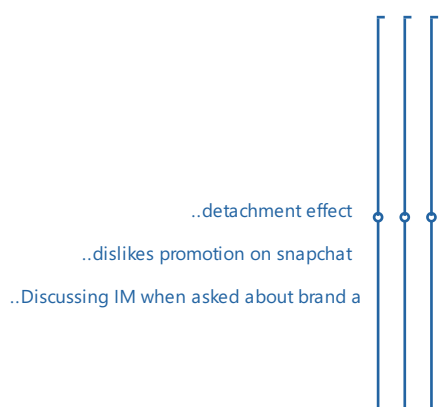 ..detachment effect
..dislikes promotion on snapchat
..Discussing IM when asked about brand a